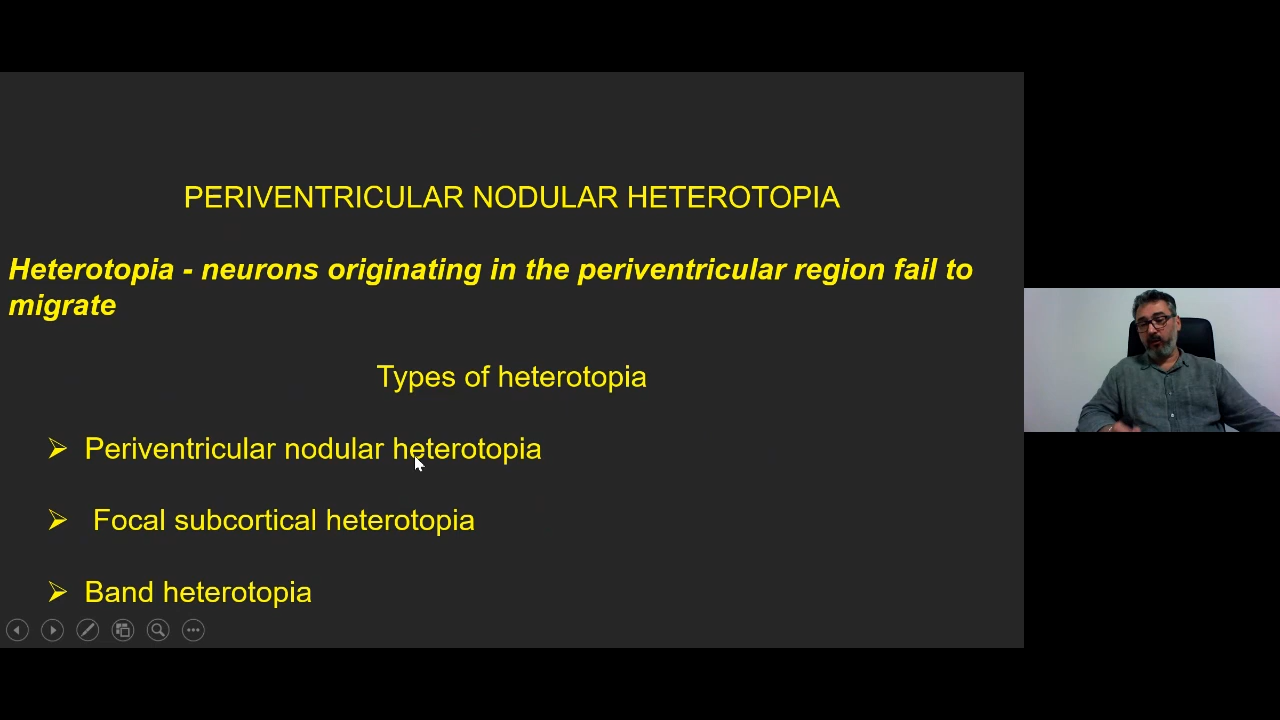 PERIVENTRICULAR NODULAR HETEROTOPIA
Heterotopia - neurons originating in the periventricular region fail to
migrate
Types of heterotopia
Periventricular nodular heterotopia
Focal subcortical heterotopia
Band heterotopia